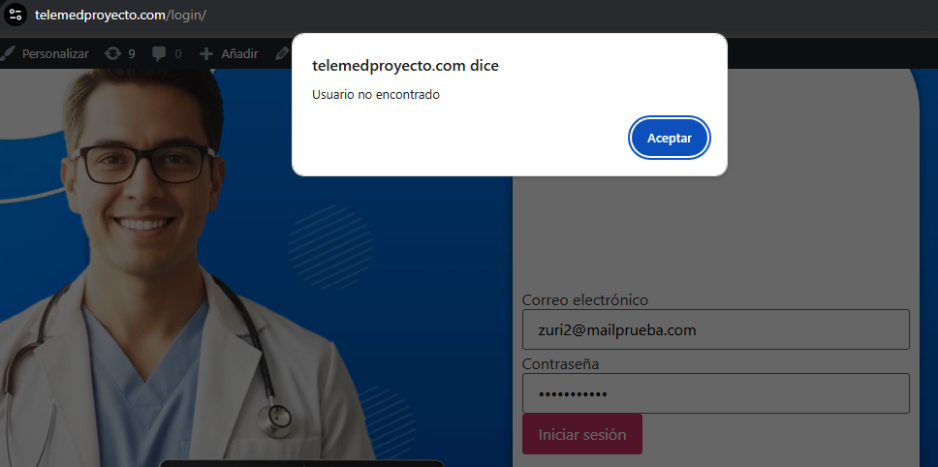 telemedproyecto.com/login/
Personalizar 9 0 Añadir
telemedproyecto.com dice
Usuario no encontrado
Aceptar
Correo electrónico
zuri2@mailprueba.com
Contraseña
•••••••••••
Iniciar sesión